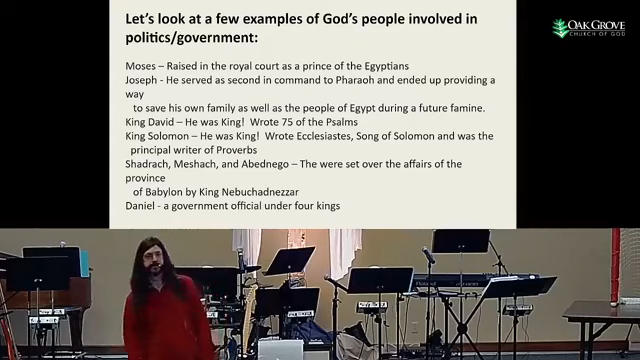 OAK GROVE
CHURCH OF GOD
Let's look at a few examples of God's people involved in
politics/government:
Moses – Raised in the royal court as a prince of the Egyptians
Joseph - He served as second in command to Pharaoh and ended up providing a
way
to save his own family as well as the people of Egypt during a future famine.
King David – He was King! Wrote 75 of the Psalms
King Solomon – He was King! Wrote Ecclesiastes, Song of Solomon and was the
principal writer of Proverbs
Shadrach, Meshach, and Abednego – The were set over the affairs of the
province
of Babylon by King Nebuchadnezzar
Daniel - a government official under four kings